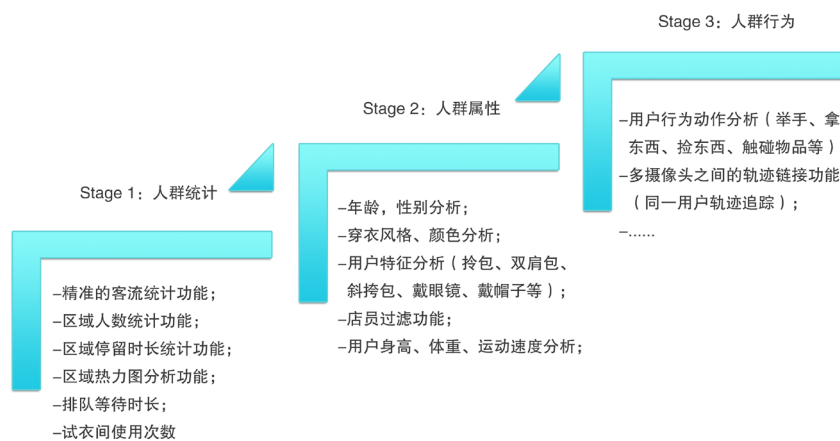 Stage 1：人群统计
–精准的客流统计功能；
–区域人数统计功能；
–区域停留时长统计功能；
–区域热力图分析功能；
–排队等待时长；
–试衣间使用次数
Stage 2：人群属性
–年龄，性别分析；
–穿衣风格、颜色分析；
–用户特征分析（拎包、双肩包、
斜挎包、戴眼镜、戴帽子等）；
–店员过滤功能；
–用户身高、体重、运动速度分析；
Stage 3：人群行为
–用户行为动作分析（举手、拿
东西、捡东西、触碰物品等）
–多摄像头之间的轨迹链接功能
（同一用户轨迹追踪）；
–......